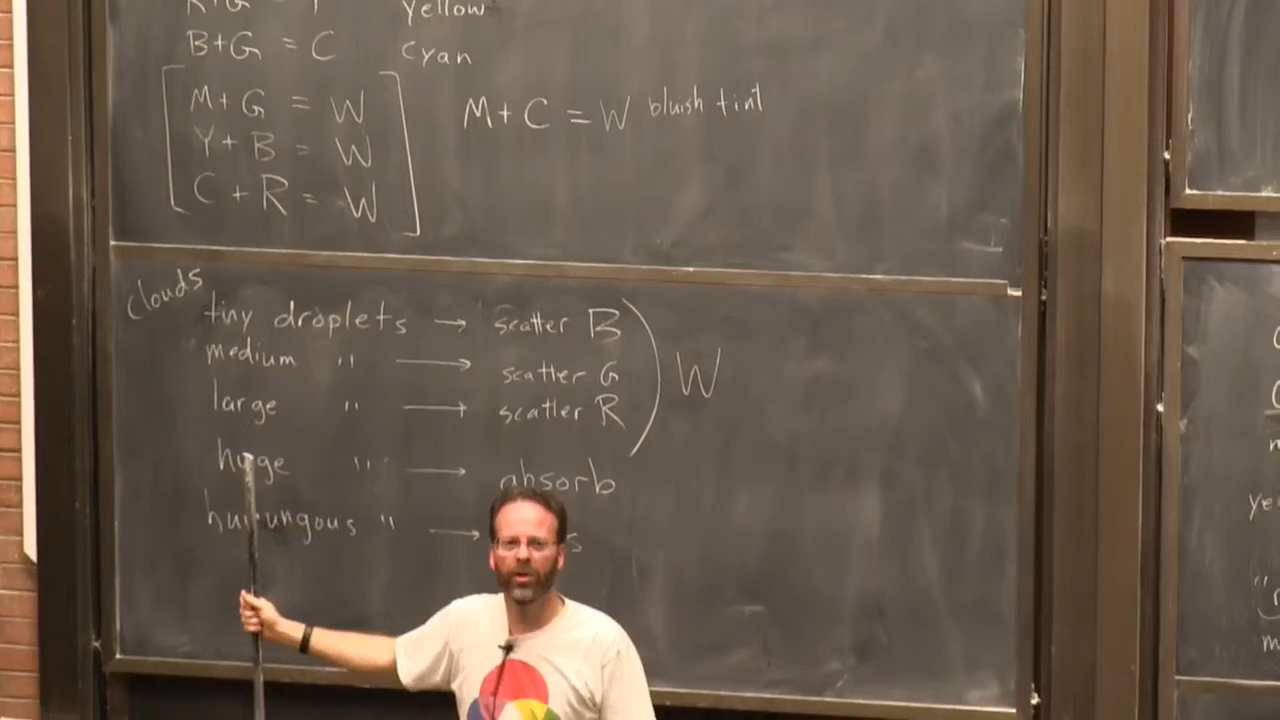 R+G = Y yellow
B+G = C cyan
M+G = W
Y+B = W
C+R = W
M+C = W bluish tint
clouds
tiny droplets → scatter B
medium " → scatter G
large " → scatter R
W
huge " → absorb
humungous " →